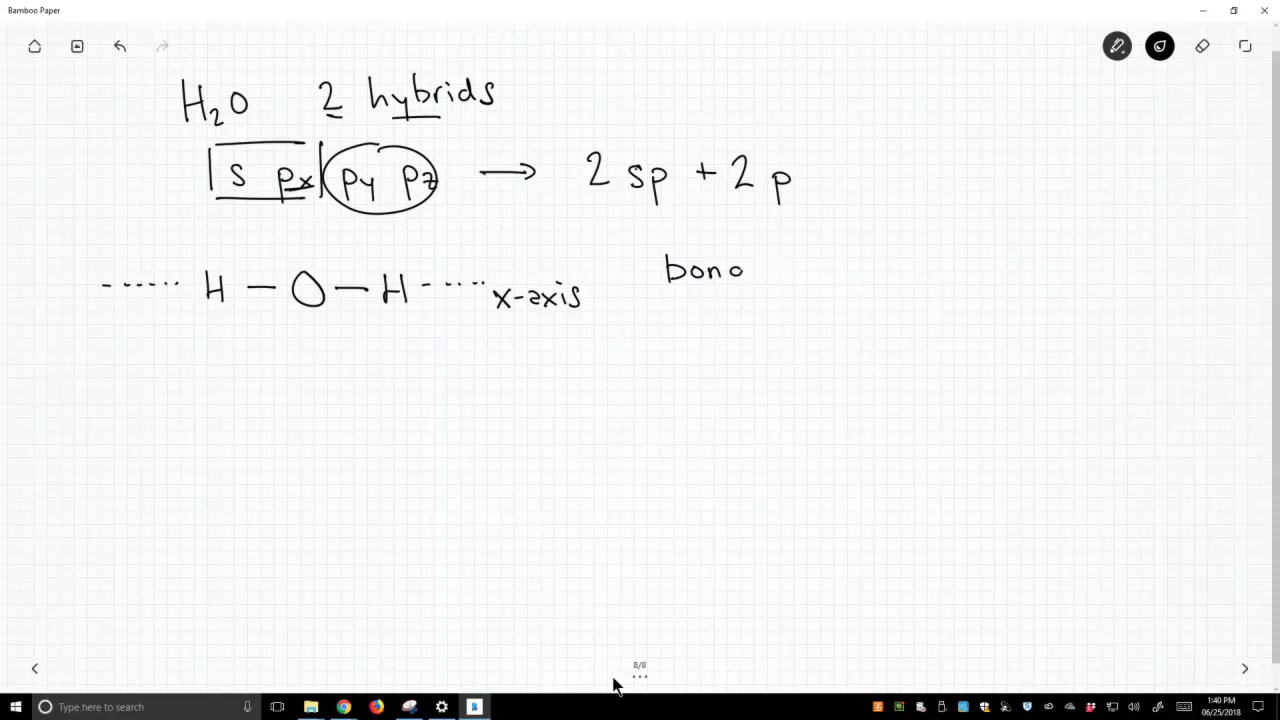 Bamboo Paper
H₂O 2 hybrids
s px py pz → 2 sp + 2 p
...... H — O — H ..... x-axis
bono
8/8
Type here to search
1:40 PM
06/25/2018